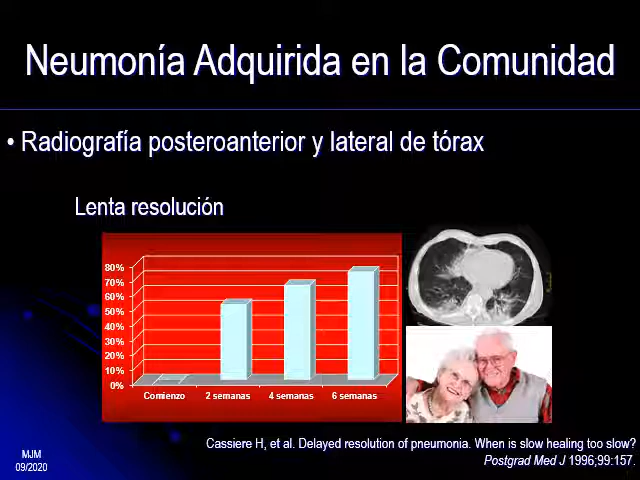 Neumonía Adquirida en la Comunidad
• Radiografía posteroanterior y lateral de tórax
Lenta resolución
80%
70%
60%
50%
40%
30%
20%
10%
0%
Comienzo 2 semanas 4 semanas 6 semanas
Cassiere H, et al. Delayed resolution of pneumonia. When is slow healing too slow?
Postgrad Med J 1996;99:157.
MJM
09/2020